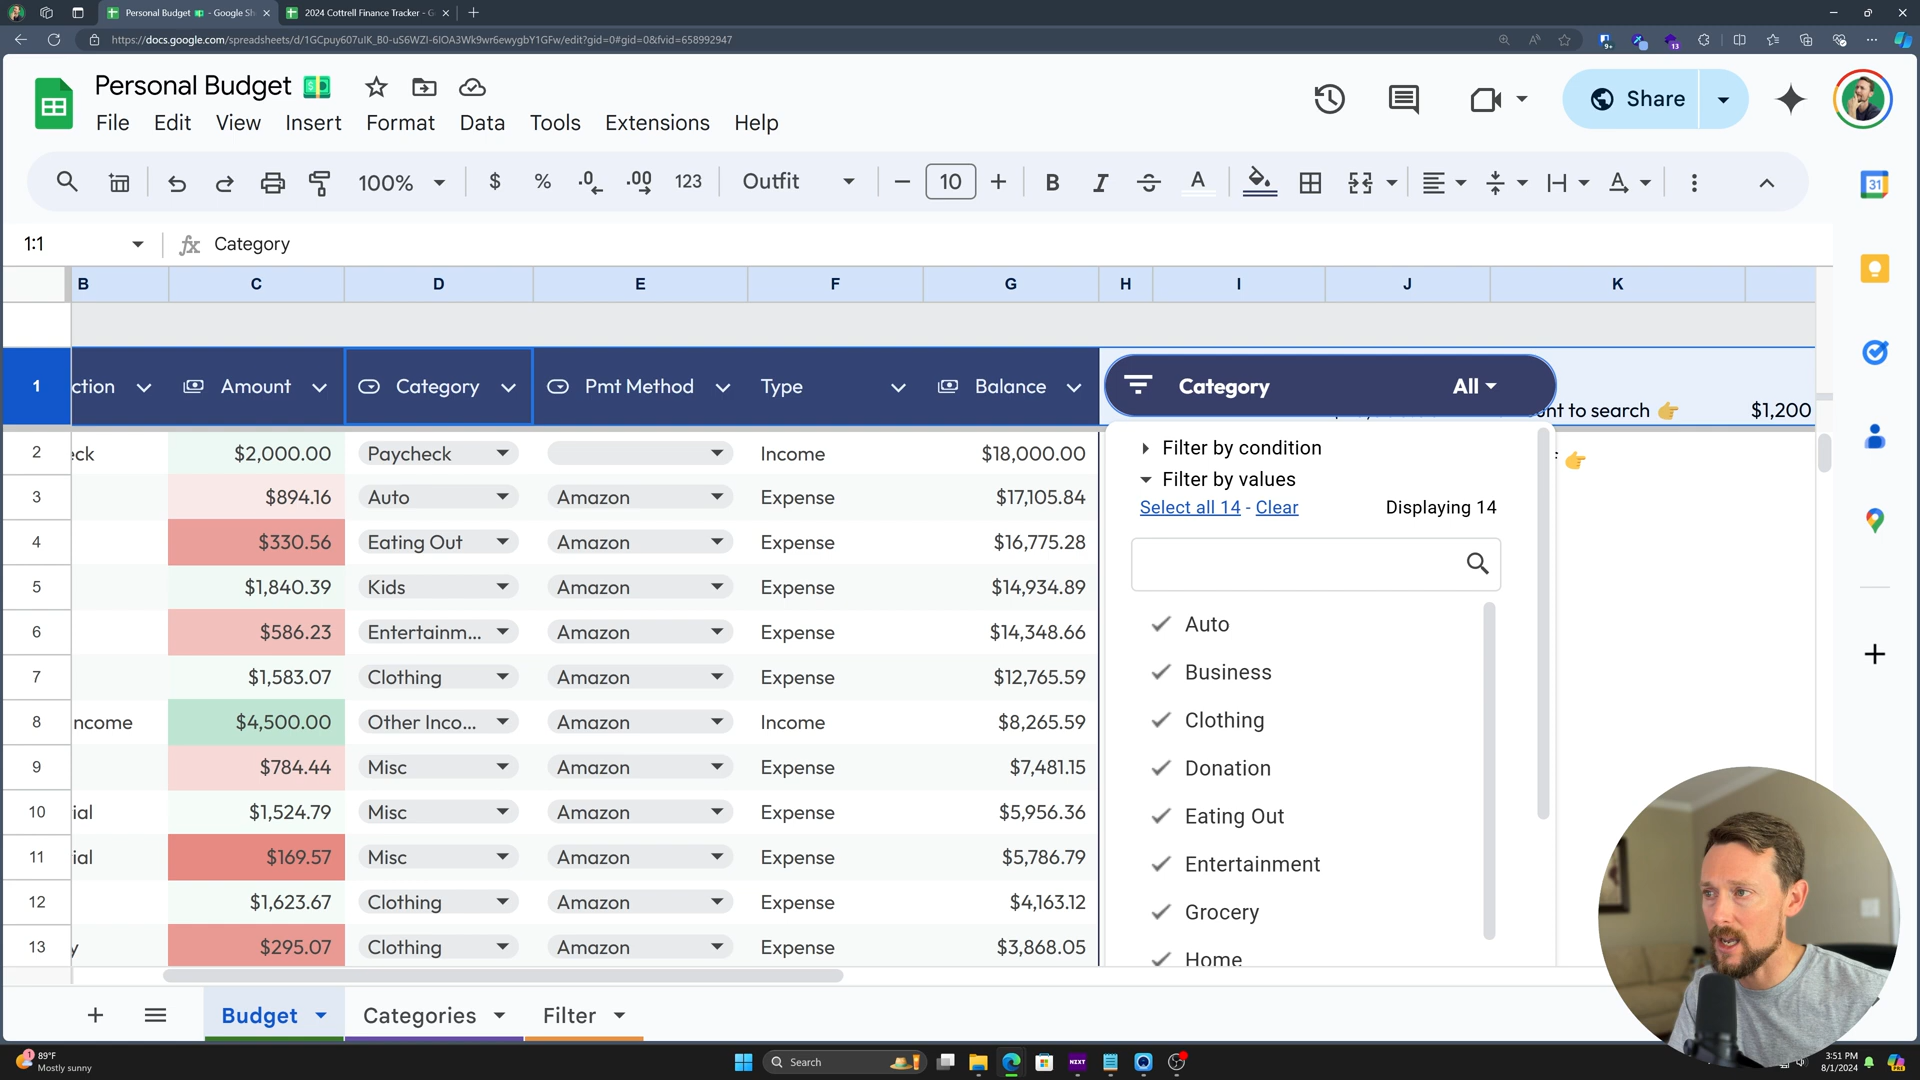 Personal Budget - Google Sh
2024 Cottrell Finance Tracker - G
https://docs.google.com/spreadsheets/d/1GCpuy607uIK_B0-uS6WZI-6IOA3Wk9wr6ewygbY1GFw/edit?gid=0#gid=0&fvid=658992947
Personal Budget
File Edit View Insert Format Data Tools Extensions Help
Share
100% $ % .0 .00 123 Outfit 10 B I A
31
1:1 fx Category
B C D E F G H I J K
1 ction Amount Category Pmt Method Type Balance
Category All
unt to search 👉 $1,200
2 ck $2,000.00 Paycheck Income $18,000.00
3 $894.16 Auto Amazon Expense $17,105.84
4 $330.56 Eating Out Amazon Expense $16,775.28
5 $1,840.39 Kids Amazon Expense $14,934.89
6 $586.23 Entertainm... Amazon Expense $14,348.66
7 $1,583.07 Clothing Amazon Expense $12,765.59
8 ncome $4,500.00 Other Inco... Amazon Income $8,265.59
9 $784.44 Misc Amazon Expense $7,481.15
10 ial $1,524.79 Misc Amazon Expense $5,956.36
11 ial $169.57 Misc Amazon Expense $5,786.79
12 $1,623.67 Clothing Amazon Expense $4,163.12
13 y $295.07 Clothing Amazon Expense $3,868.05
Filter by condition
Filter by values
Select all 14 - Clear Displaying 14
Auto
Business
Clothing
Donation
Eating Out
Entertainment
Grocery
Home
Budget Categories Filter
89°F
Mostly sunny
Search
NEXT
3:51 PM
8/1/2024